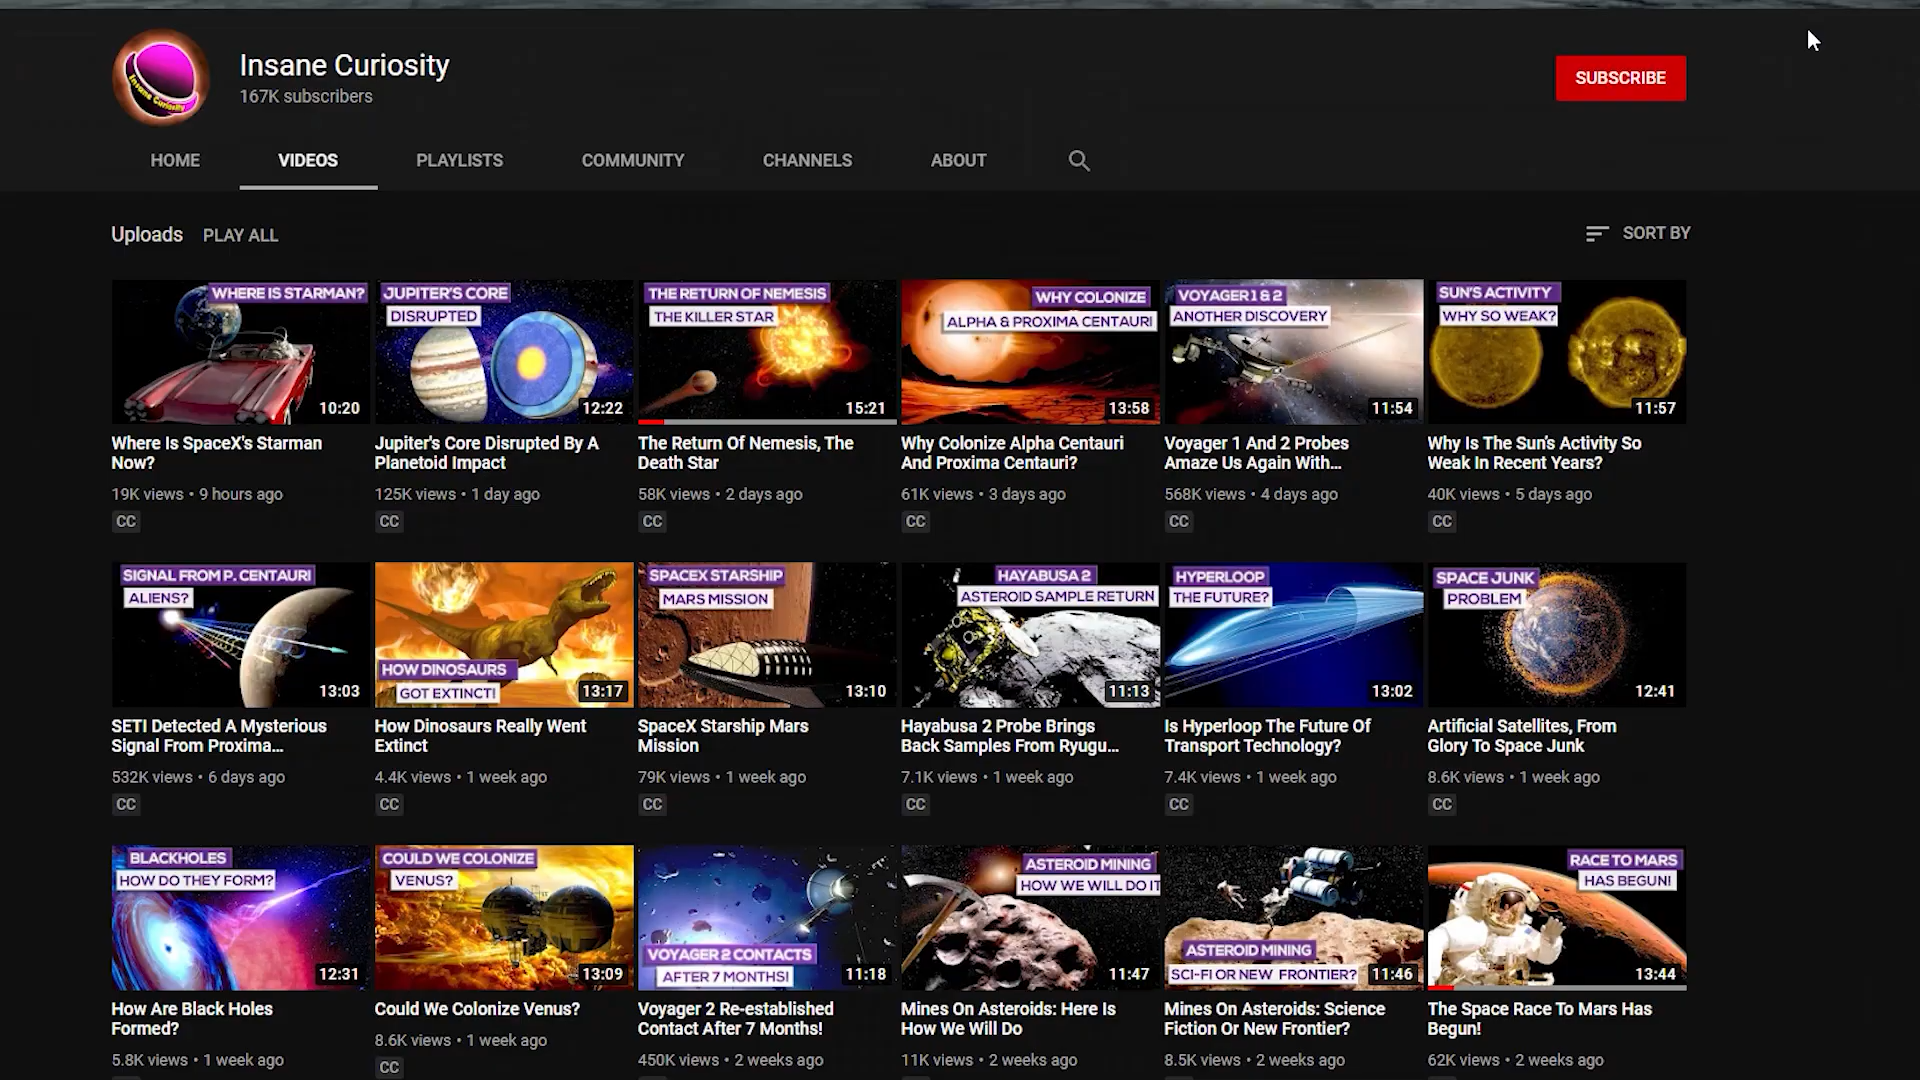 Insane Curiosity
Insane Curiosity
167K subscribers
SUBSCRIBE
HOME VIDEOS PLAYLISTS COMMUNITY CHANNELS ABOUT
Uploads PLAY ALL
SORT BY
WHERE IS STARMAN?
10:20
Where Is SpaceX's Starman
Now?
19K views • 9 hours ago
CC
JUPITER'S CORE
DISRUPTED
12:22
Jupiter's Core Disrupted By A
Planetoid Impact
125K views • 1 day ago
CC
THE RETURN OF NEMESIS
THE KILLER STAR
15:21
The Return Of Nemesis, The
Death Star
58K views • 2 days ago
CC
WHY COLONIZE
ALPHA & PROXIMA CENTAURI
13:58
Why Colonize Alpha Centauri
And Proxima Centauri?
61K views • 3 days ago
CC
VOYAGER 1 & 2
ANOTHER DISCOVERY
11:54
Voyager 1 And 2 Probes
Amaze Us Again With...
568K views • 4 days ago
CC
SUN'S ACTIVITY
WHY SO WEAK?
11:57
Why Is The Sun's Activity So
Weak In Recent Years?
40K views • 5 days ago
CC
SIGNAL FROM P. CENTAURI
ALIENS?
13:03
SETI Detected A Mysterious
Signal From Proxima...
532K views • 6 days ago
CC
HOW DINOSAURS
GOT EXTINCT!
13:17
How Dinosaurs Really Went
Extinct
4.4K views • 1 week ago
CC
SPACEX STARSHIP
MARS MISSION
13:10
SpaceX Starship Mars
Mission
79K views • 1 week ago
CC
HAYABUSA 2
ASTEROID SAMPLE RETURN
11:13
Hayabusa 2 Probe Brings
Back Samples From Ryugu...
7.1K views • 1 week ago
CC
HYPERLOOP
THE FUTURE?
13:02
Is Hyperloop The Future Of
Transport Technology?
7.4K views • 1 week ago
CC
SPACE JUNK
PROBLEM
12:41
Artificial Satellites, From
Glory To Space Junk
8.6K views • 1 week ago
CC
BLACKHOLES
HOW DO THEY FORM?
12:31
How Are Black Holes
Formed?
5.8K views • 1 week ago
COULD WE COLONIZE
VENUS?
13:09
Could We Colonize Venus?
8.6K views • 1 week ago
CC
VOYAGER 2 CONTACTS
AFTER 7 MONTHS!
11:18
Voyager 2 Re-established
Contact After 7 Months!
450K views • 2 weeks ago
ASTEROID MINING
HOW WE WILL DO IT
11:47
Mines On Asteroids: Here Is
How We Will Do
11K views • 2 weeks ago
ASTEROID MINING
SCI-FI OR NEW FRONTIER?
11:46
Mines On Asteroids: Science
Fiction Or New Frontier?
8.5K views • 2 weeks ago
RACE TO MARS
HAS BEGUN!
13:44
The Space Race To Mars Has
Begun!
62K views • 2 weeks ago